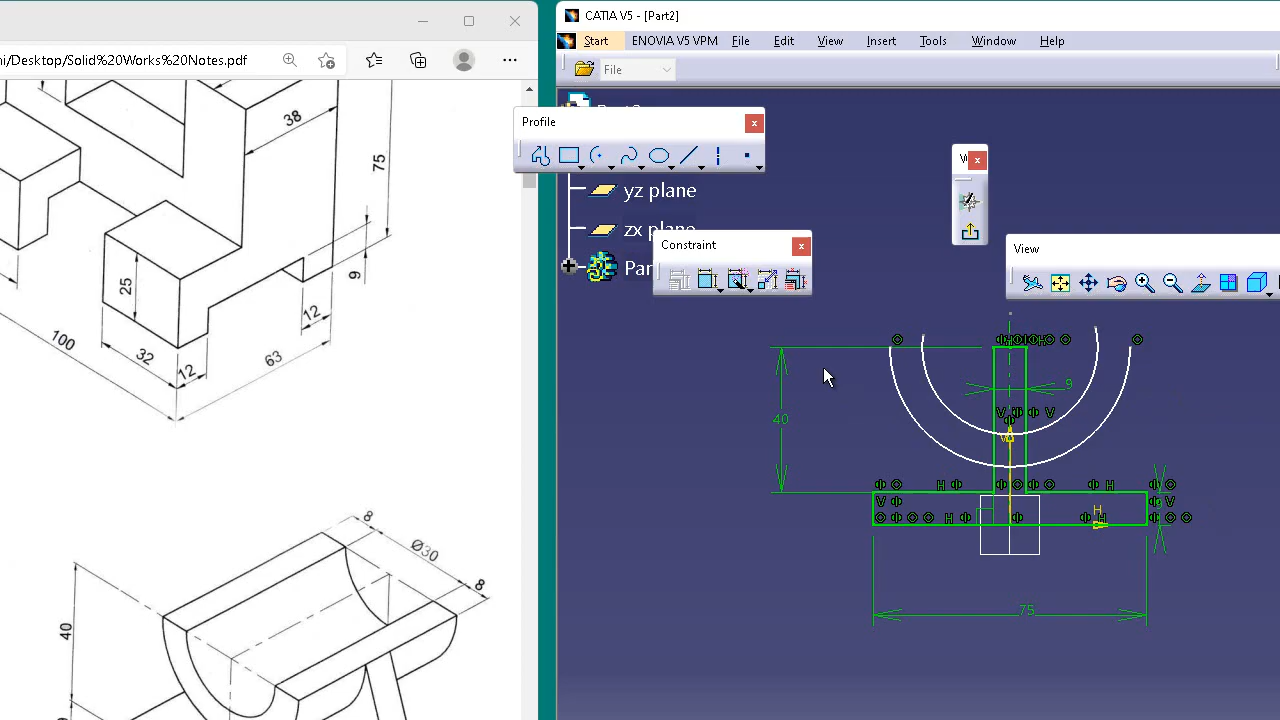 CATIA V5 - [Part2]
ni/Desktop/Solid%20Works%20Notes.pdf
Start ENOVIA V5 VPM File Edit View Insert Tools Window Help
File
Profile
yz plane
zx plane
Constraint
View
38
75
9
25
12
100
32
12
63
8
Ø30
8
40
40
9
75
V
H